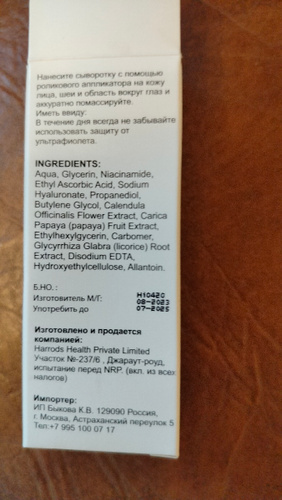 Нанесите сыворотку с помощью
роликового аппликатора на кожу
лица, шеи и область вокруг глаз и
аккуратно помассируйте.
Иметь ввиду:
В течение дня всегда не забывайте
использовать защиту от
ультрафиолета.
INGREDIENTS:
Aqua, Glycerin, Niacinamide,
Ethyl Ascorbic Acid, Sodium
Hyaluronate, Propanediol,
Butylene Glycol, Calendula
Officinalis Flower Extract, Carica
Papaya (papaya) Fruit Extract,
Ethylhexylglycerin, Carbomer,
Glycyrrhiza Glabra (licorice) Root
Extract, Disodium EDTA,
Hydroxyethylcellulose, Allantoin.
Б.НО. : H10420
Изготовитель М/Г: 08-2023
Употребить до 07-2025
Изготовлено и продается
компанией:
Harrods Health Private Limited
Участок №-237/6 , Джараут-роуд,
испытание перед NRP. (вкл. из всех
налогов)
Импортер:
ИП Быкова К.В. 129090 Россия,
г. Москва, Астраханский переулок 5
Тел:+7 995 100 07 17